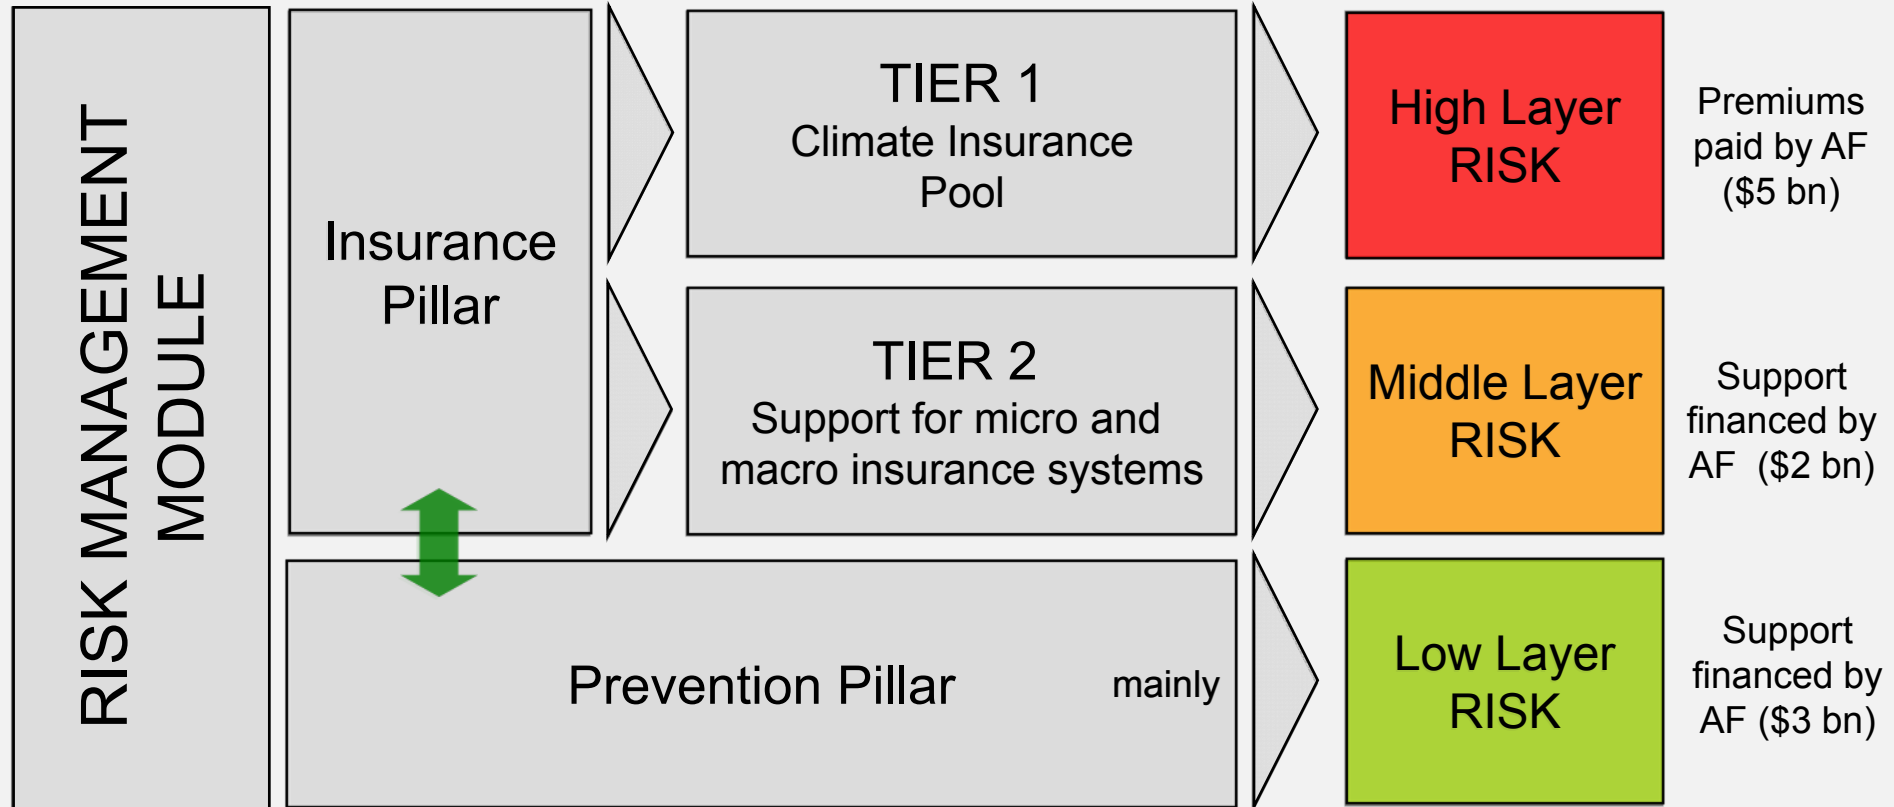 RISK MANAGEMENT
MODULE
Insurance
Pillar
TIER 1
Climate Insurance
Pool
High Layer
RISK
Premiums
paid by AF
($5 bn)
TIER 2
Support for micro and
macro insurance systems
Middle Layer
RISK
Support
financed by
AF ($2 bn)
Prevention Pillar
mainly
Low Layer
RISK
Support
financed by
AF ($3 bn)